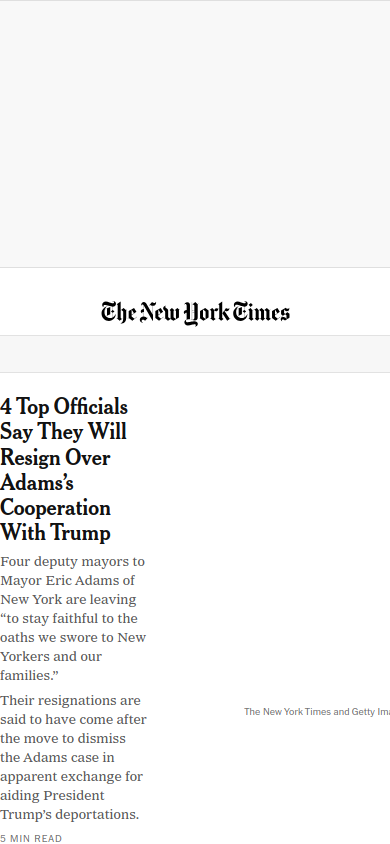 The New York Times
4 Top Officials
Say They Will
Resign Over
Adams’s
Cooperation
With Trump
Four deputy mayors to
Mayor Eric Adams of
New York are leaving
“to stay faithful to the
oaths we swore to New
Yorkers and our
families.”
Their resignations are
said to have come after
the move to dismiss
the Adams case in
apparent exchange for
aiding President
Trump’s deportations.
The New York Times and Getty
5 MIN READ